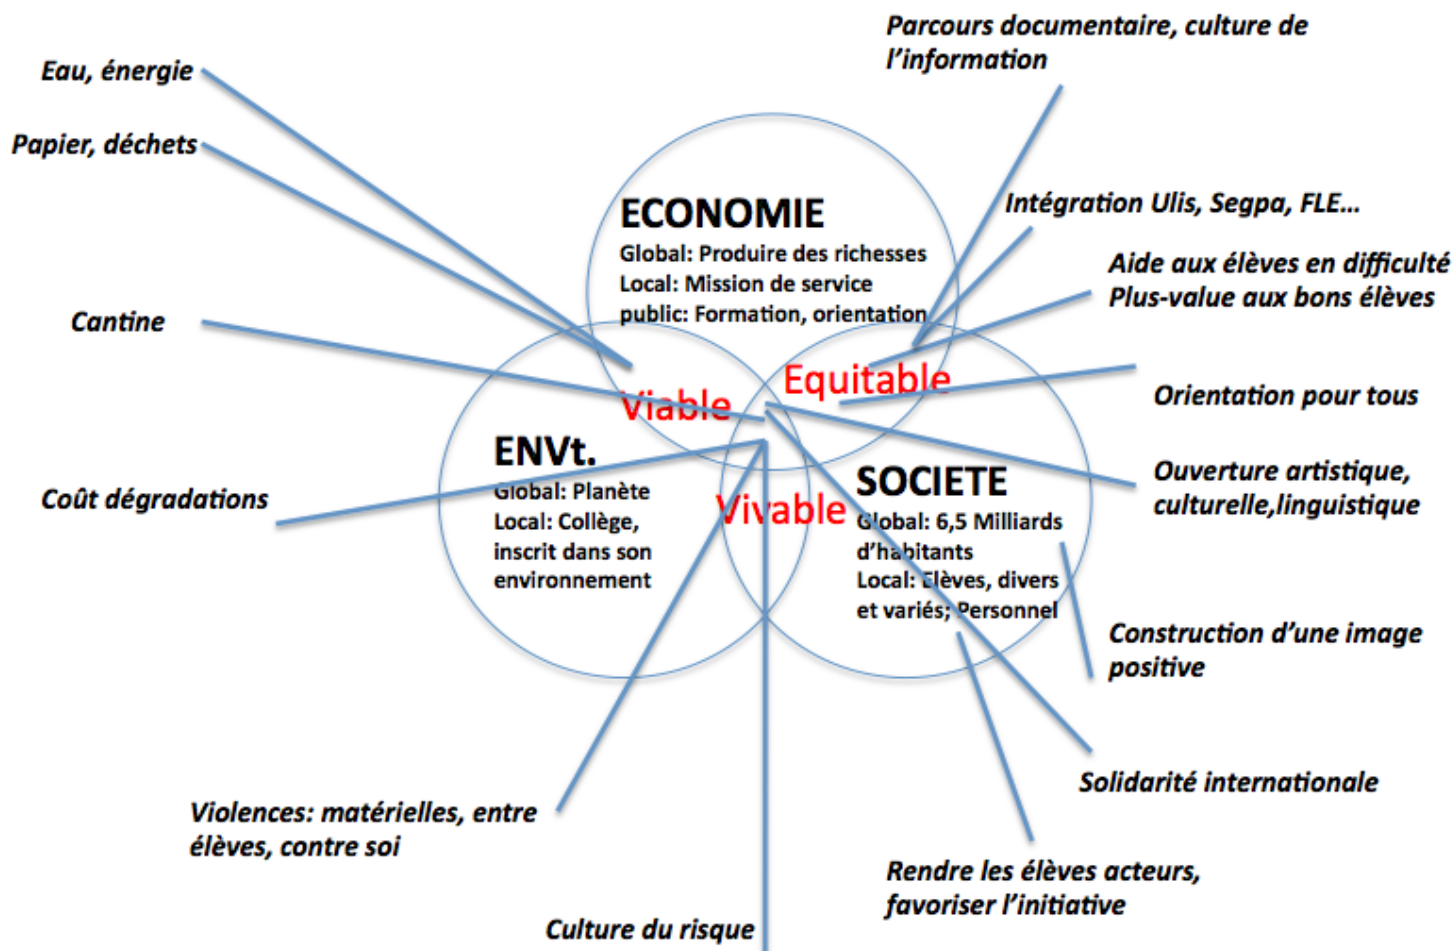 Parcours documentaire, culture de
l'information
Eau, énergie
Papier, déchets
ECONOMIE
Global: Produire des richesses
Local: Mission de service
public: Formation, orientation
Intégration Ulis, Segpa, FLE...
Aide aux élèves en difficulté
Plus-value aux bons élèves
Cantine
Viable
Equitable
Orientation pour tous
ENVt.
Global: Planète
Local: Collège,
inscrit dans son
environnement
Vivable
SOCIETE
Global: 6,5 Milliards
d'habitants
Local: Elèves, divers
et variés; Personnel
Ouverture artistique,
culturelle,linguistique
Coût dégradations
Construction d'une image
positive
Solidarité internationale
Violences: matérielles, entre
élèves, contre soi
Rendre les élèves acteurs,
favoriser l'initiative
Culture du risque